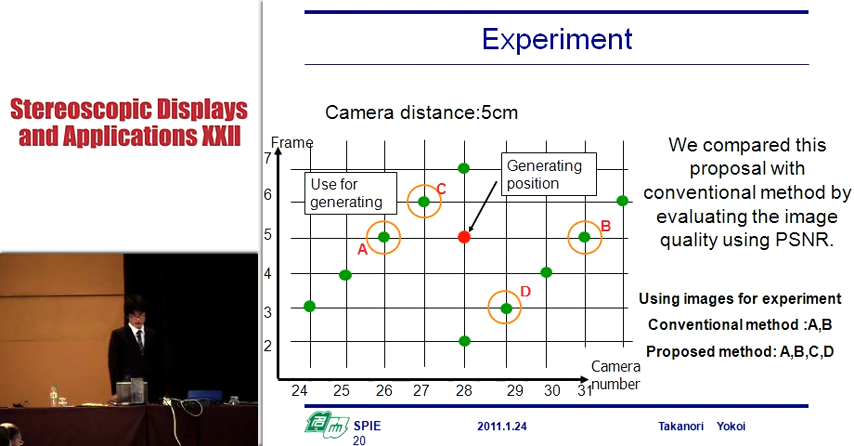 Stereoscopic Displays
and Applications XXII
Experiment
Camera distance:5cm
Frame
7
6
5
4
3
2
Use for
generating
Generating
position
A
C
B
D
24 25 26 27 28 29 30 31
Camera
number
We compared this
proposal with
conventional method by
evaluating the image
quality using PSNR.
Using images for experiment
Conventional method :A,B
Proposed method: A,B,C,D
SPIE
20
2011.1.24
Takanori Yokoi